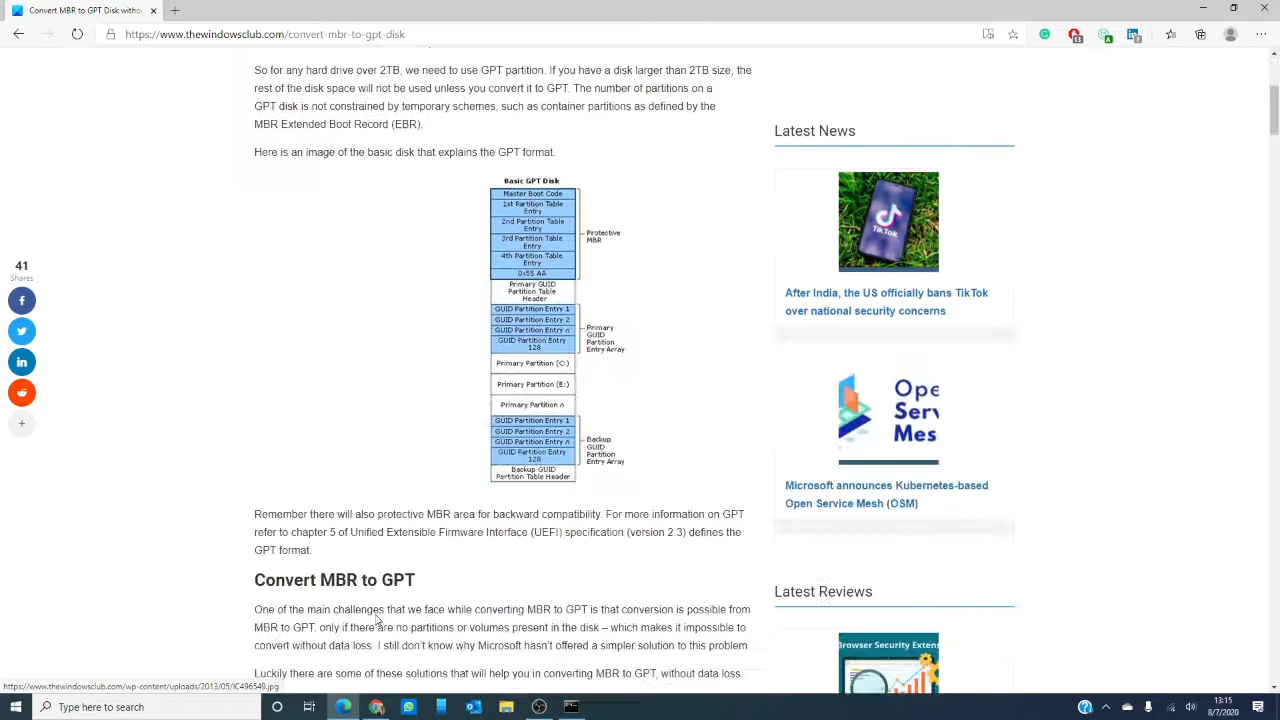 Convert MBR to GPT Disk witho
https://www.thewindowsclub.com/convert-mbr-to-gpt-disk
So for any hard drive over 2TB, we need to use GPT partition. If you have a disk larger than 2TB size, the
rest of the disk space will not be used unless you convert it to GPT. The number of partitions on a
GPT disk is not constrained by temporary schemes, such as container partitions as defined by the
MBR Extended Boot Record (EBR).
Here is an image of the basic disk that explains the GPT format.
Basic GPT Disk
Master Boot Code
1st Partition Table
Entry
2nd Partition Table
Entry
3rd Partition Table
Entry
4th Partition Table
Entry
0x55 AA
Protective
MBR
Primary GUID
Partition Table
Header
GUID Partition Entry 1
GUID Partition Entry 2
GUID Partition Entry n
GUID Partition Entry
128
Primary
GUID
Partition
Entry Array
Primary Partition (C:)
Primary Partition (E:)
Primary Partition n
GUID Partition Entry 1
GUID Partition Entry 2
GUID Partition Entry n
GUID Partition Entry
128
Backup
GUID
Partition
Entry Array
Backup GUID
Partition Table Header
Remember there will also protective MBR area for backward compatibility. For more information on GPT
refer to chapter 5 of Unified Extensible Firmware Interface (UEFI) specification (version 2.3) defines the
GPT format.
Convert MBR to GPT
One of the main challenges that we face while converting MBR to GPT is that conversion is possible from
MBR to GPT. only if there are no partitions or volumes present in the disk – which makes it impossible to
convert without data loss. I still don't know why Microsoft hasn't offered a simpler solution to this problem
Luckily there are some of these solutions that will help you in converting MBR to GPT, without data loss.
41
Shares
Latest News
TikTok
After India, the US officially bans TikTok
over national security concerns
Ope
Serv
Mes
Microsoft announces Kubernetes-based
Open Service Mesh (OSM)
Latest Reviews
Browser Security Extens
https://www.thewindowsclub.com/wp-content/uploads/2013/05/IC496549.jpg
Type here to search
13:15
8/7/2020